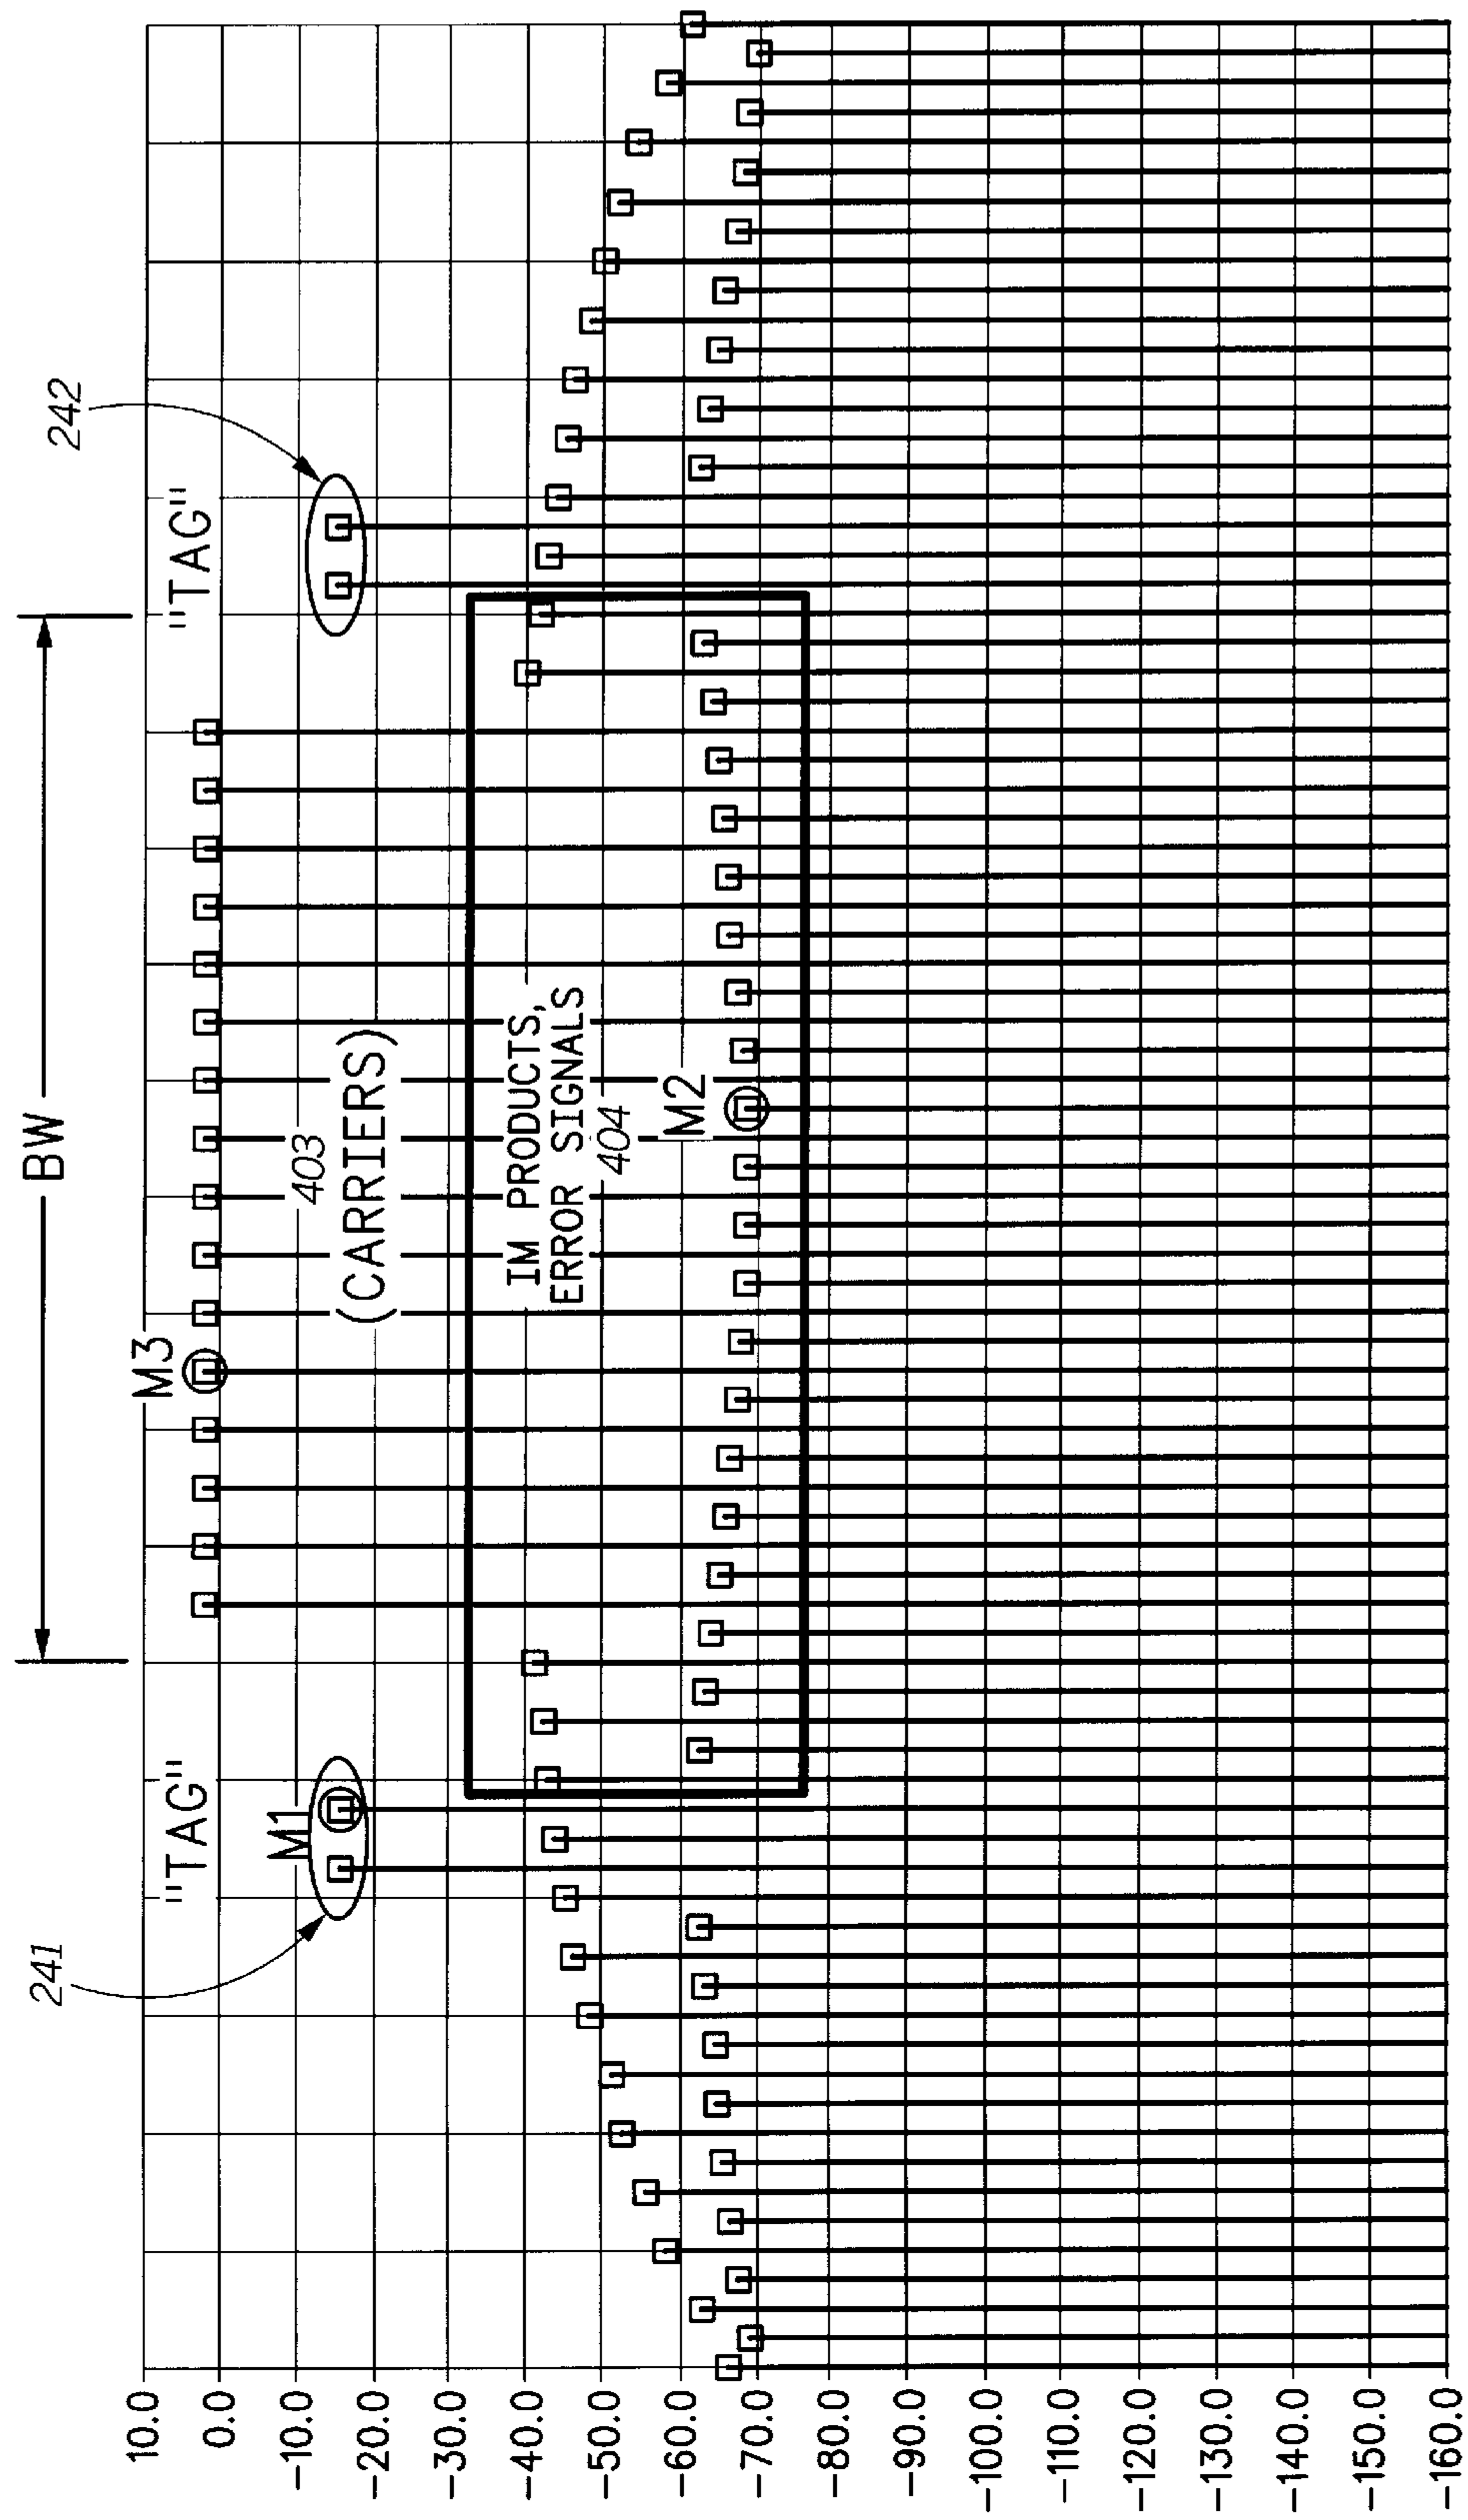 BW
241
242
"TAG"
"TAG"
M3
M1
403
(CARRIERS)
IM PRODUCTS,
ERROR SIGNALS
404
M2
10.0
0.0
-10.0
-20.0
-30.0
-40.0
-50.0
-60.0
-70.0
-80.0
-90.0
-100.0
-110.0
-120.0
-130.0
-140.0
-150.0
-160.0